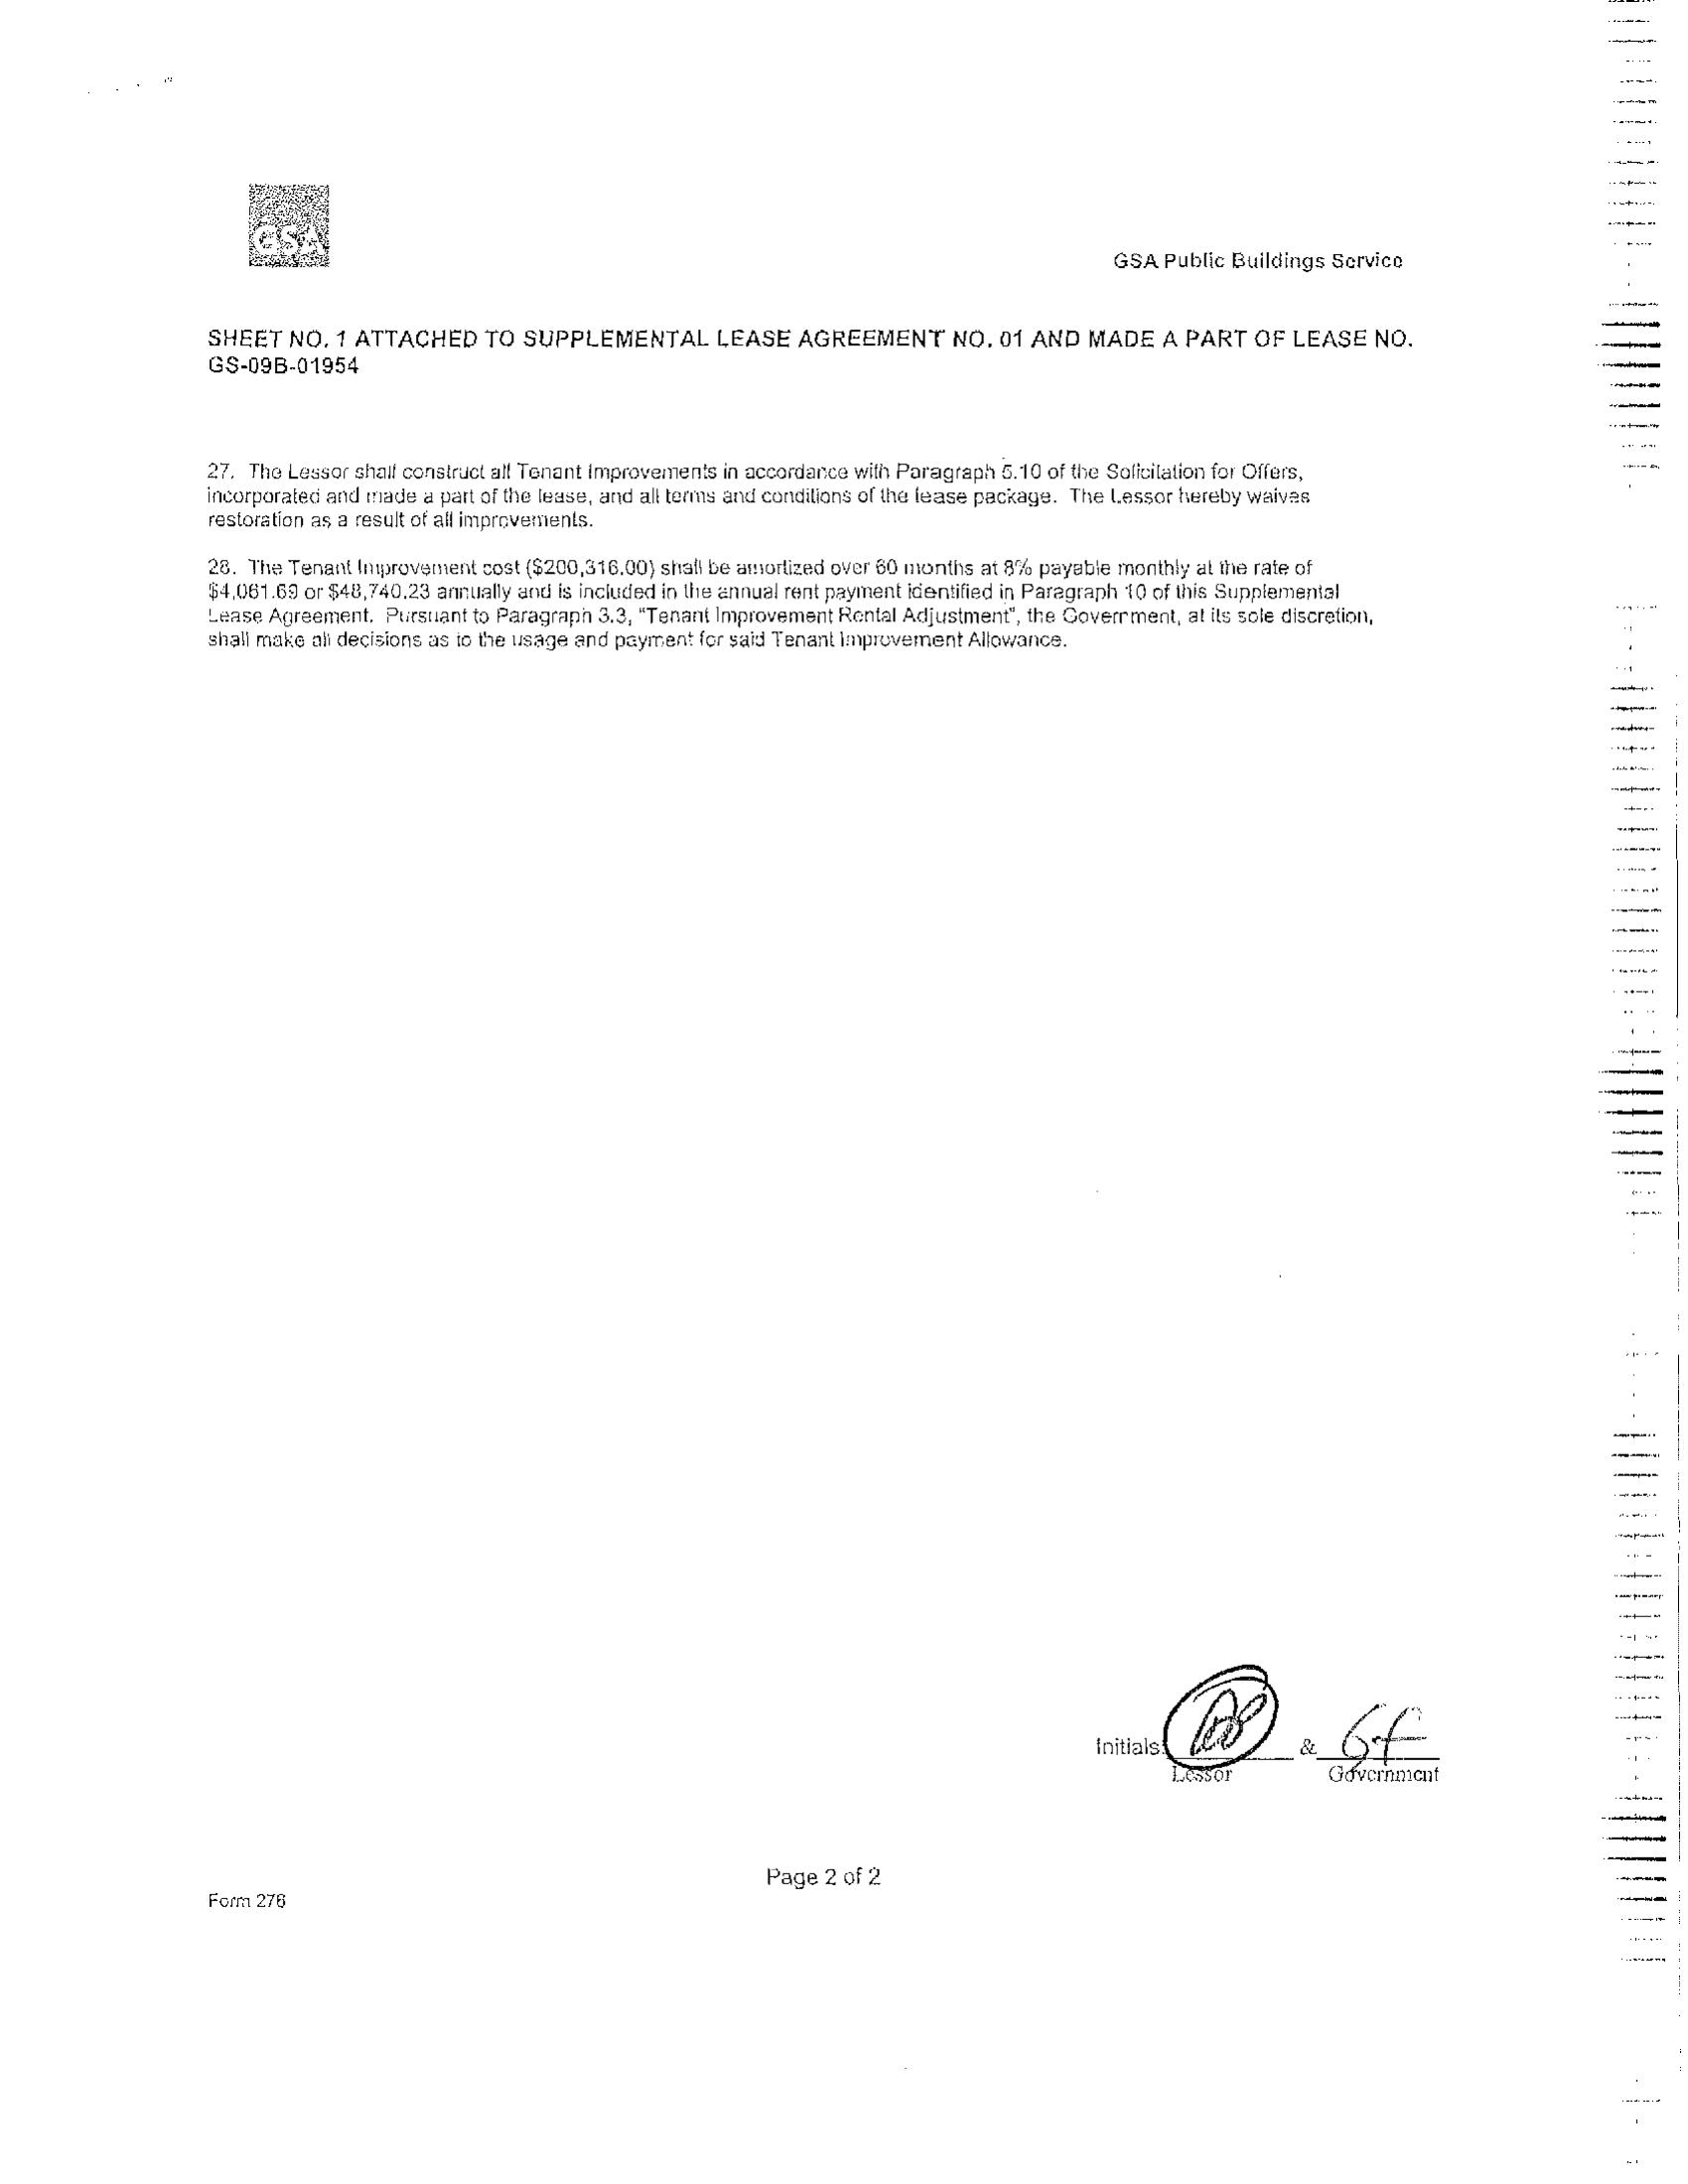 GSA
GSA Public Buildings Service
SHEET NO. 1 ATTACHED TO SUPPLEMENTAL LEASE AGREEMENT NO. 01 AND MADE A PART OF LEASE NO.
GS-09B-01954
27. The Lessor shall construct all Tenant Improvements in accordance with Paragraph 5.10 of the Solicitation for Offers,
incorporated and made a part of the lease, and all terms and conditions of the lease package. The Lessor hereby waives
restoration as a result of all improvements.
28. The Tenant Improvement cost ($200,316.00) shall be amortized over 60 months at 8% payable monthly at the rate of
$4,061.69 or $48,740.23 annually and is included in the annual rent payment identified in Paragraph 10 of this Supplemental
Lease Agreement. Pursuant to Paragraph 3.3, "Tenant Improvement Rental Adjustment", the Government, at its sole discretion,
shall make all decisions as to the usage and payment for said Tenant Improvement Allowance.
Initials: & 
Lessor Government
Page 2 of 2
Form 276